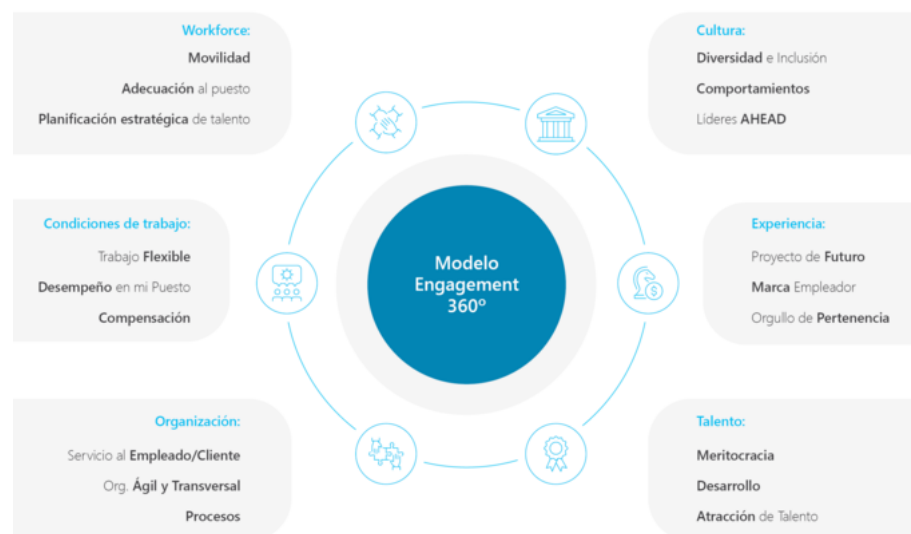 Workforce:
Movilidad
Adecuación al puesto
Planificación estratégica de talento
Cultura:
Diversidad e Inclusión
Comportamientos
Líderes AHEAD
Condiciones de trabajo:
Trabajo Flexible
Desempeño en mi Puesto
Compensación
Modelo
Engagement
360º
Experiencia:
Proyecto de Futuro
Marca Empleador
Orgullo de Pertenencia
Organización:
Servicio al Empleado/Cliente
Org. Ágil y Transversal
Procesos
Talento:
Meritocracia
Desarrollo
Atracción de Talento